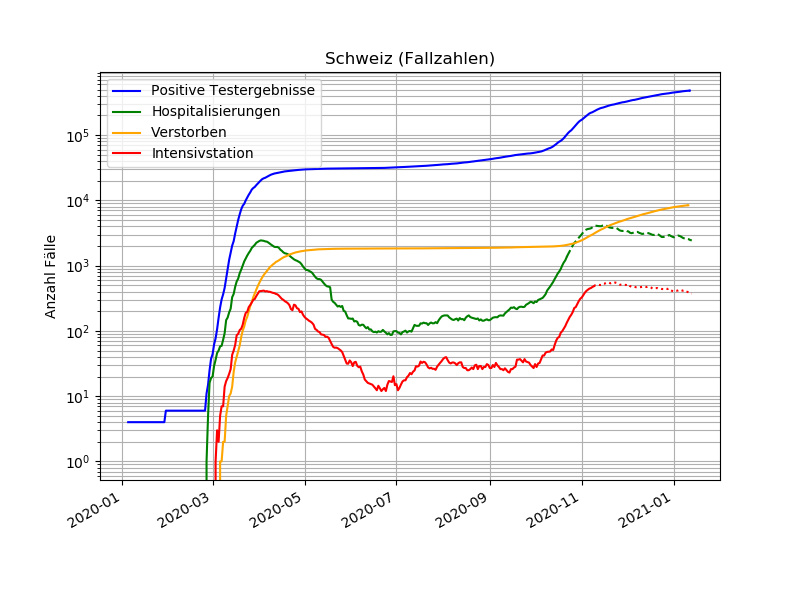 Schweiz (Fallzahlen)
Positive Testergebnisse
Hospitalisierungen
Verstorben
Intensivstation
Anzahl Fälle
10^5
10^4
10^3
10^2
10^1
10^0
2020-01
2020-03
2020-05
2020-07
2020-09
2020-11
2021-01